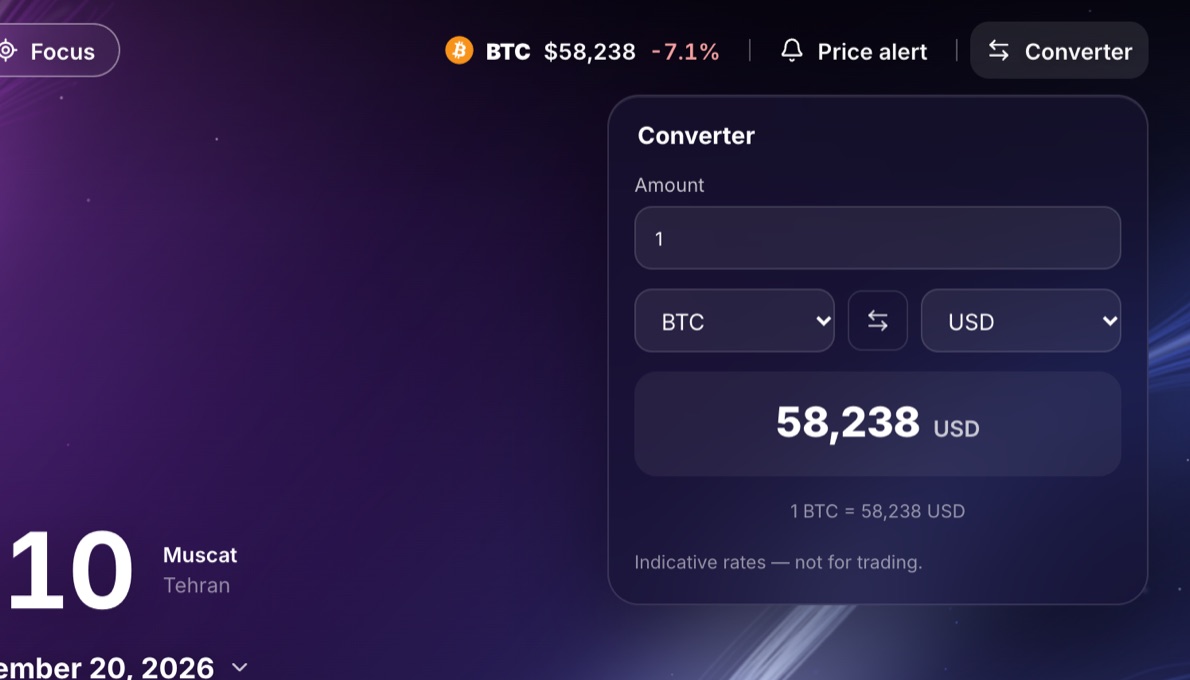 Focus
BTC $58,238 -7.1%
Price alert
Converter
Converter
Amount
1
BTC
USD
58,238 USD
1 BTC = 58,238 USD
Indicative rates — not for trading.
10
Muscat
Tehran
ember 20, 2026